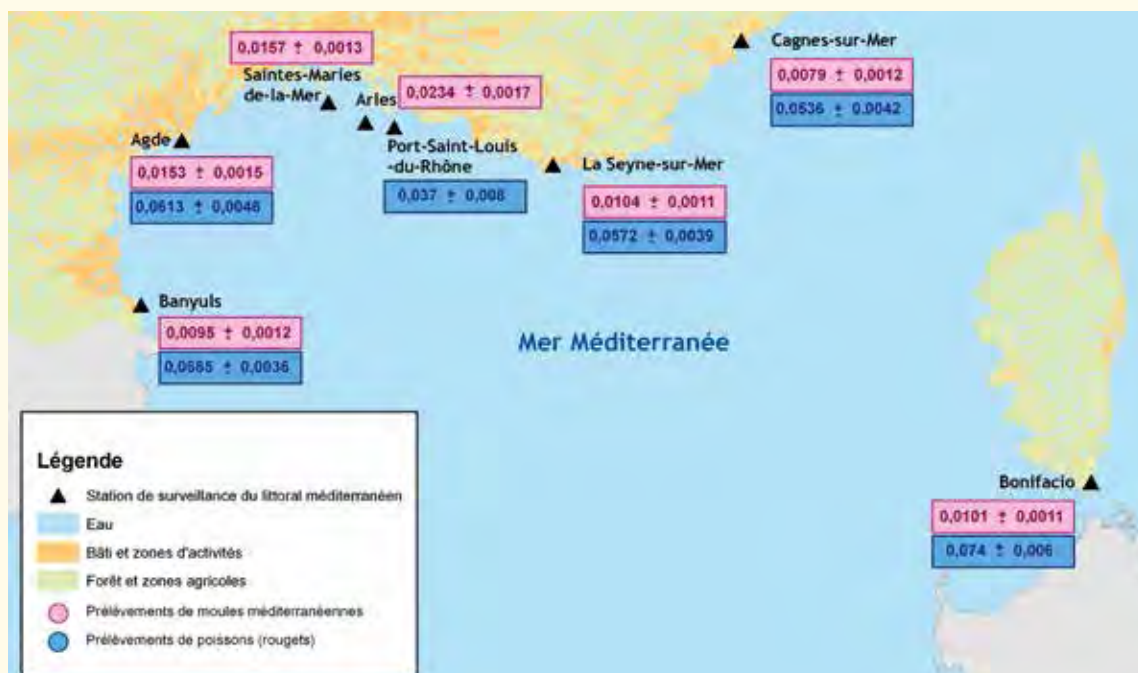 0,0157 ± 0,0013
Saintes-Maries
de-la-Mer
Arles
0,0234 ± 0,0017
Cagnes-sur-Mer
0,0079 ± 0,0012
0,0536 ± 0,0042
Agde
0,0153 ± 0,0015
0,0613 ± 0,0046
Port-Saint-Louis
-du-Rhône
0,037 ± 0,006
La Seyne-sur-Mer
0,0104 ± 0,0011
0,0572 ± 0,0039
Banyuls
0,0095 ± 0,0012
± 0,0036
Mer Méditerranée
Légende
Station de surveillance du littoral méditerranéen
Eau
Bâti et zones d'activités
Forêt et zones agricoles
Prélèvements de moules méditerranéennes
Prélèvements de poissons (rougets)
Bonifacio
0,0101 ± 0,0011
0,074 ± 0,006